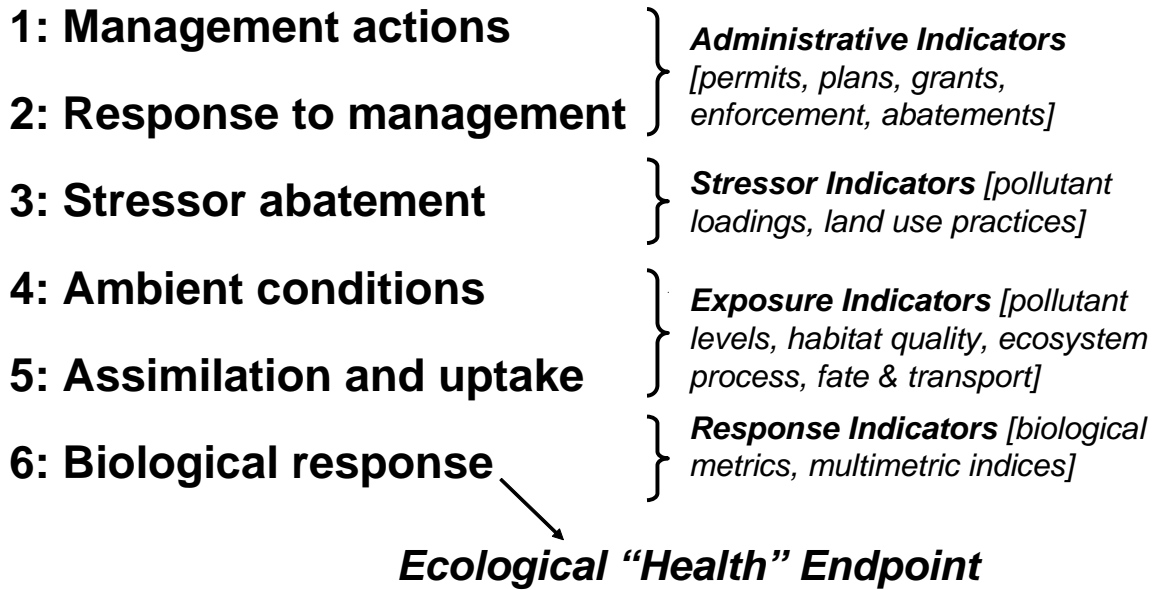 1: Management actions
2: Response to management
Administrative Indicators
[permits, plans, grants,
enforcement, abatements]
3: Stressor abatement
Stressor Indicators [pollutant
loadings, land use practices]
4: Ambient conditions
5: Assimilation and uptake
Exposure Indicators [pollutant
levels, habitat quality, ecosystem
process, fate & transport]
6: Biological response
Response Indicators [biological
metrics, multimetric indices]
Ecological “Health” Endpoint